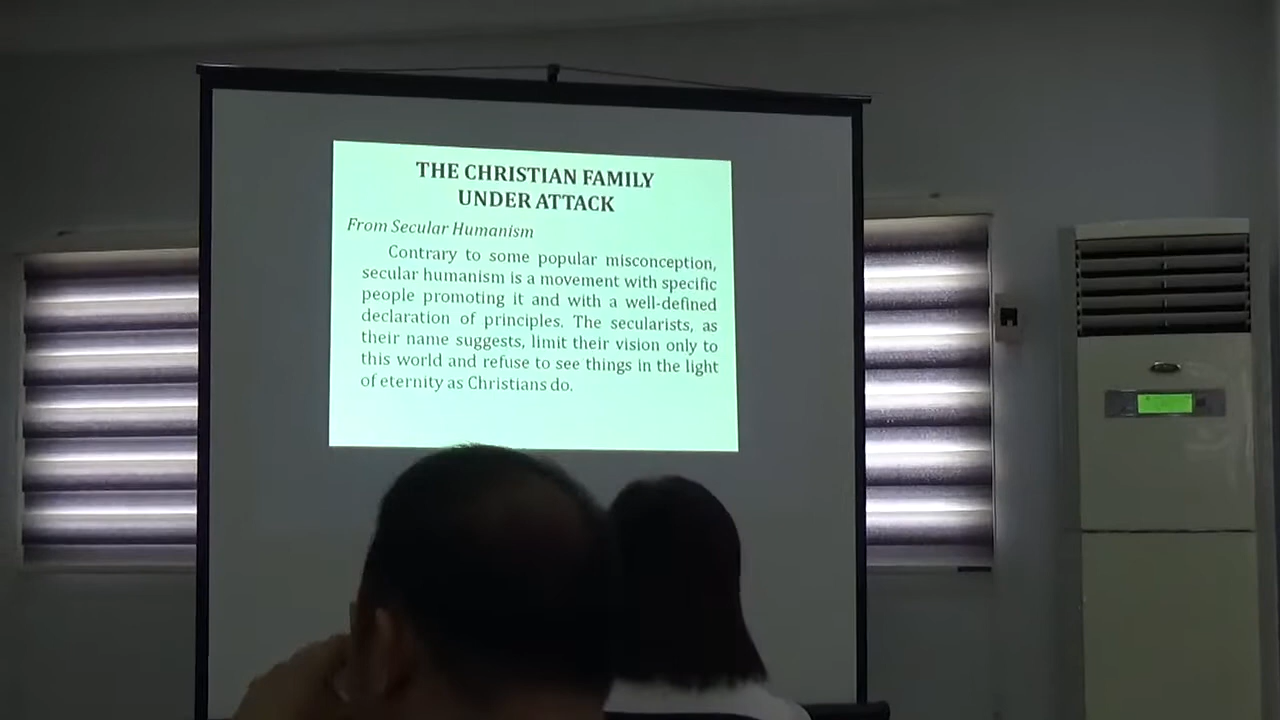 THE CHRISTIAN FAMILY
UNDER ATTACK
From Secular Humanism
Contrary to some popular misconception,
secular humanism is a movement with specific
people promoting it and with a well-defined
declaration of principles. The secularists, as
their name suggests, limit their vision only to
this world and refuse to see things in the light
of eternity as Christians do.